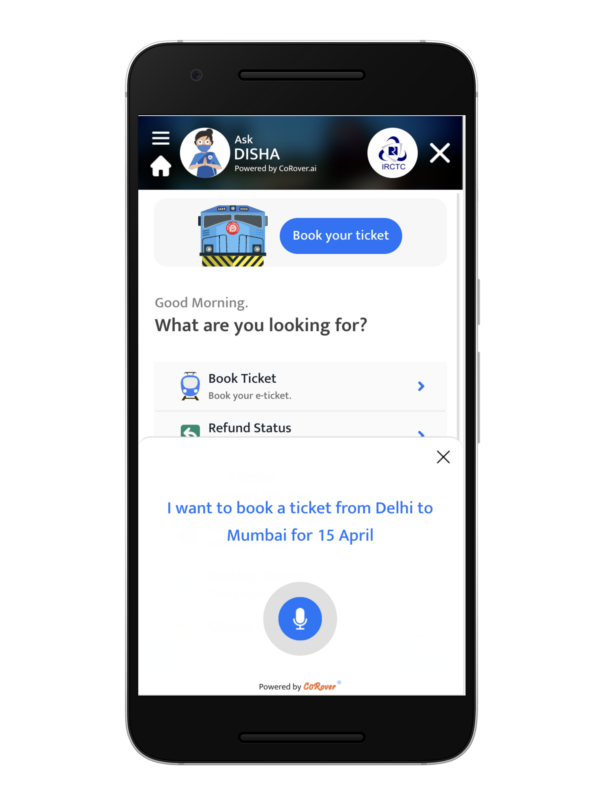 Ask
DISHA
Powered by CoRover.ai
IRCTC
Book your ticket
Good Morning.
What are you looking for?
Book Ticket
Book your e-ticket.
Refund Status
I want to book a ticket from Delhi to
Mumbai for 15 April
Powered by CoRover